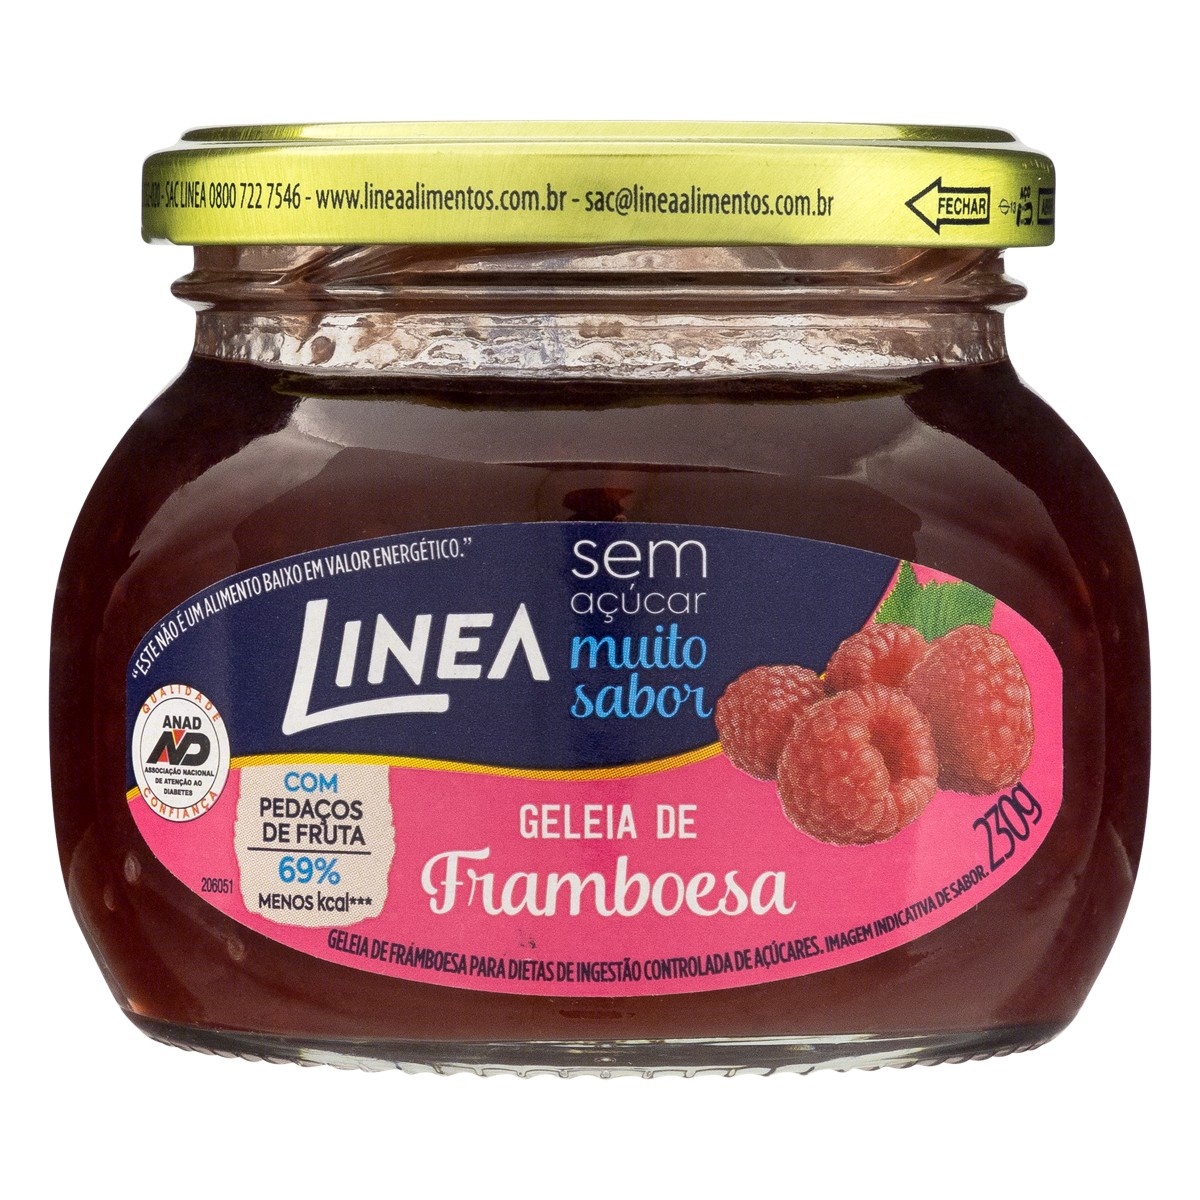 - SAC LINEA 0800 722 7546 - www.lineaalimentos.com.br - sac@lineaalimentos.com.br
FECHAR
AÇO
13
"ESTE NÃO É UM ALIMENTO BAIXO EM VALOR ENERGÉTICO."
LINEA
sem
açúcar
muito
sabor
QUALIDADE
ANAD
AND
ASSOCIAÇÃO NACIONAL
DE ATENÇÃO AO
DIABETES
CONFIANÇA
COM
PEDAÇOS
DE FRUTA
69%
MENOS kcal***
206051
GELEIA DE
Framboesa
230g
GELEIA DE FRAMBOESA PARA DIETAS DE INGESTÃO CONTROLADA DE AÇÚCARES. IMAGEM INDICATIVA DE SABOR.